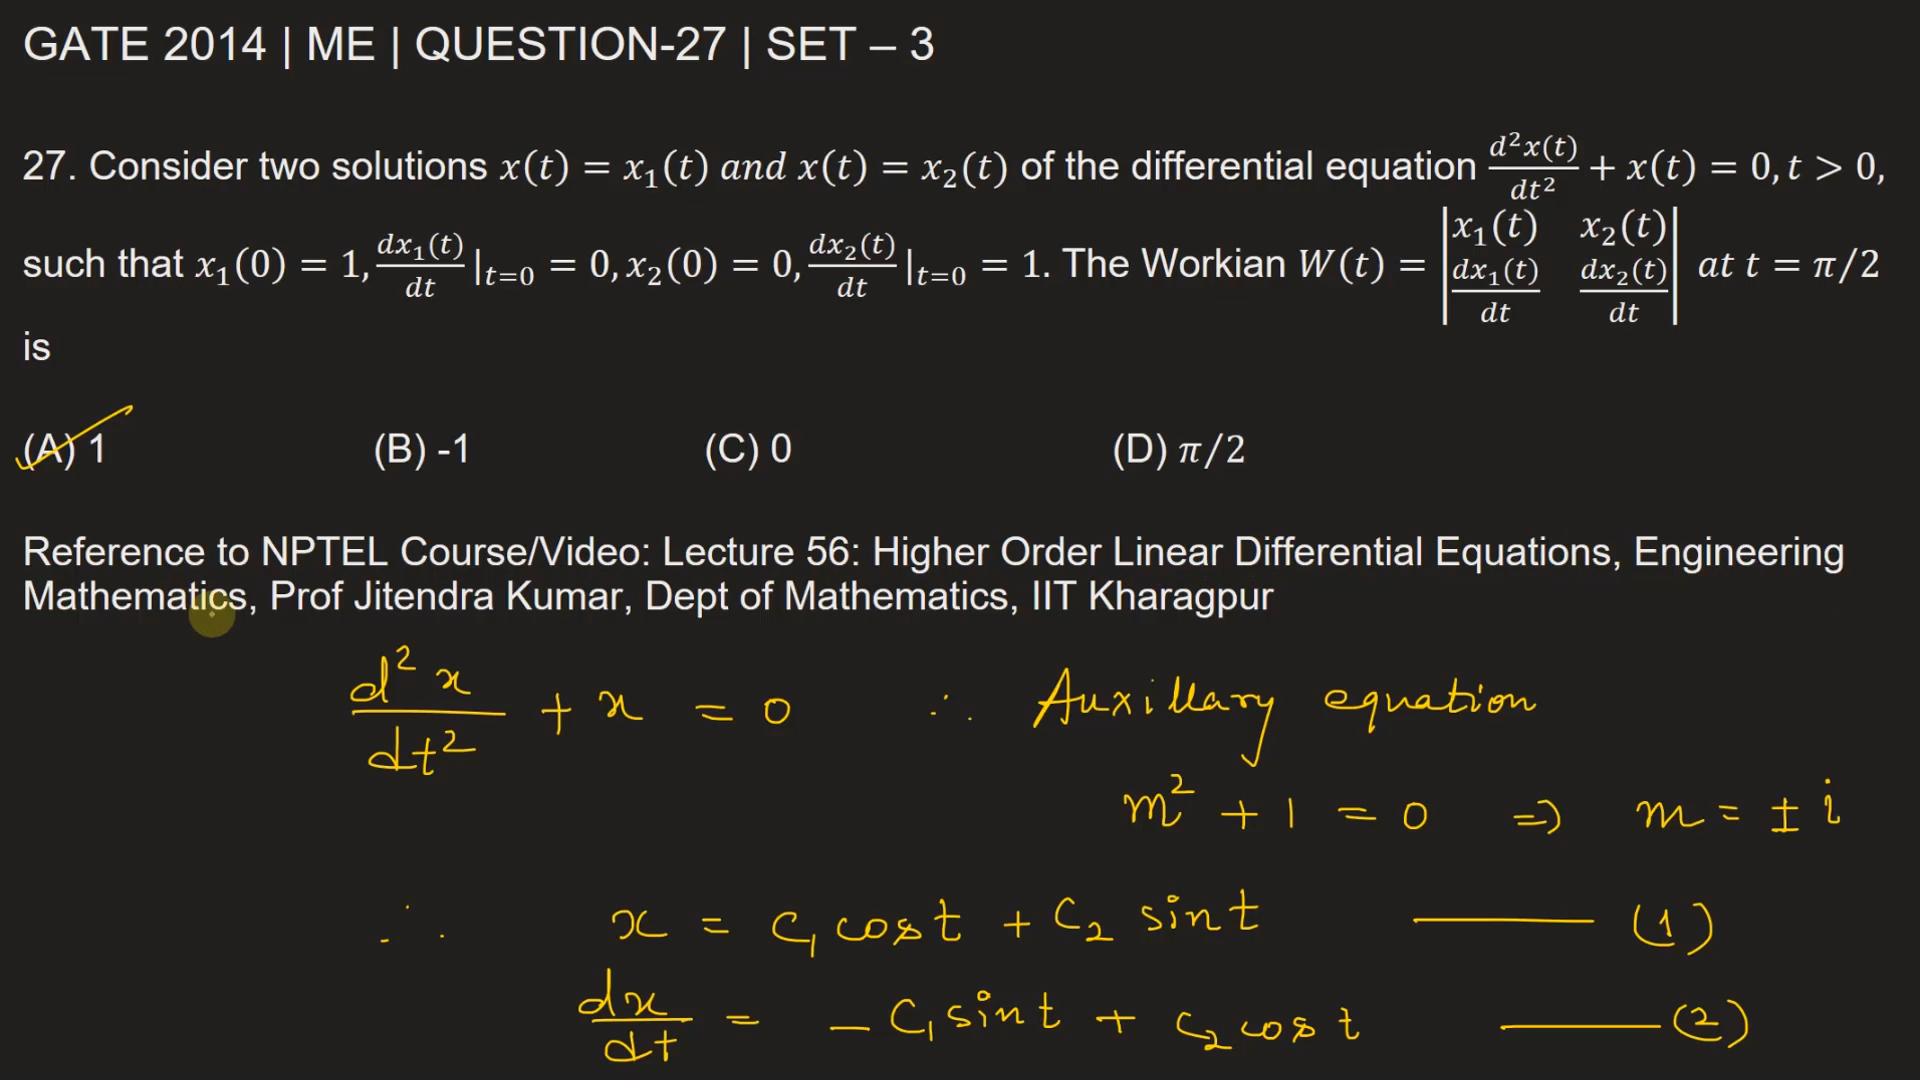 GATE 2014 | ME | QUESTION-27 | SET – 3
27. Consider two solutions x(t) = x₁(t) and x(t) = x₂(t) of the differential equation d²x(t)/dt² + x(t) = 0, t > 0,
such that x₁(0) = 1, dx₁(t)/dt |ₜ₌₀ = 0, x₂(0) = 0, dx₂(t)/dt |ₜ₌₀ = 1. The Workian W(t) = |x₁(t) x₂(t); dx₁(t)/dt dx₂(t)/dt| at t = π/2
is
(A) 1 (B) -1 (C) 0 (D) π/2
Reference to NPTEL Course/Video: Lecture 56: Higher Order Linear Differential Equations, Engineering
Mathematics, Prof Jitendra Kumar, Dept of Mathematics, IIT Kharagpur
d²x/dt² + x = 0 ∴ Auxillary equation
m² + 1 = 0 ⇒ m = ± i
∴ x = C₁ cos t + C₂ sin t —— (1)
dx/dt = – C₁ sin t + C₂ cos t —— (2)